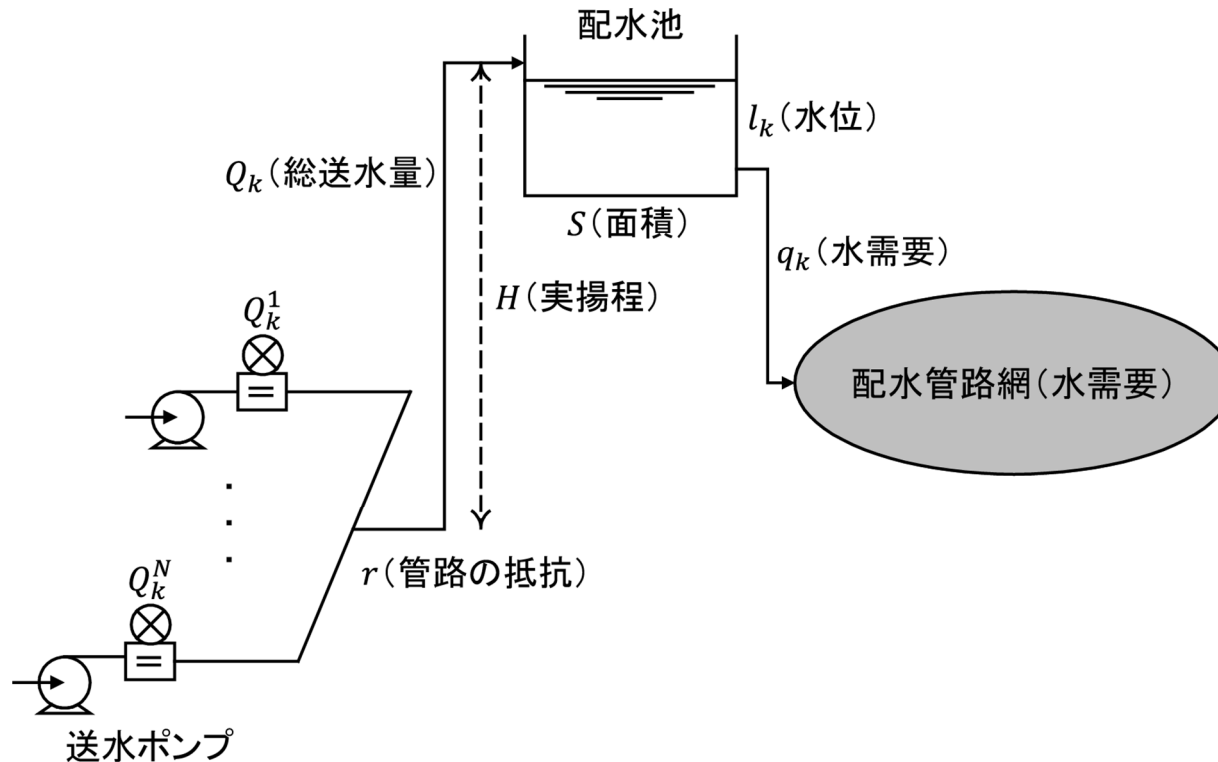 配水池
l_k(水位)
Q_k(総送水量)
S(面積)
q_k(水需要)
H(実揚程)
Q_k^1
配水管路網(水需要)
r(管路の抵抗)
Q_k^N
送水ポンプ